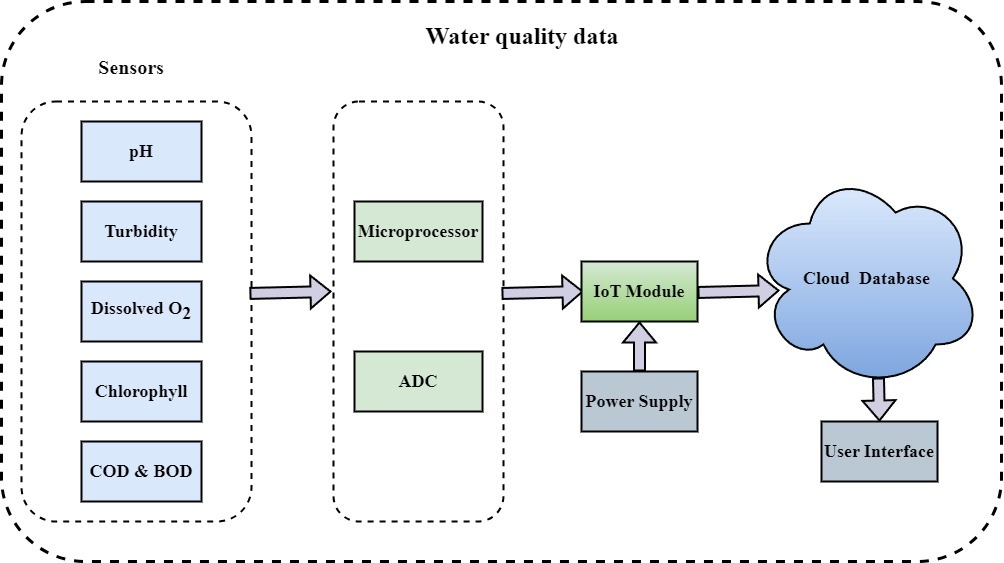 Water quality data
Sensors
pH
Turbidity
Dissolved O₂
Chlorophyll
COD & BOD
Microprocessor
ADC
IoT Module
Power Supply
Cloud Database
User Interface